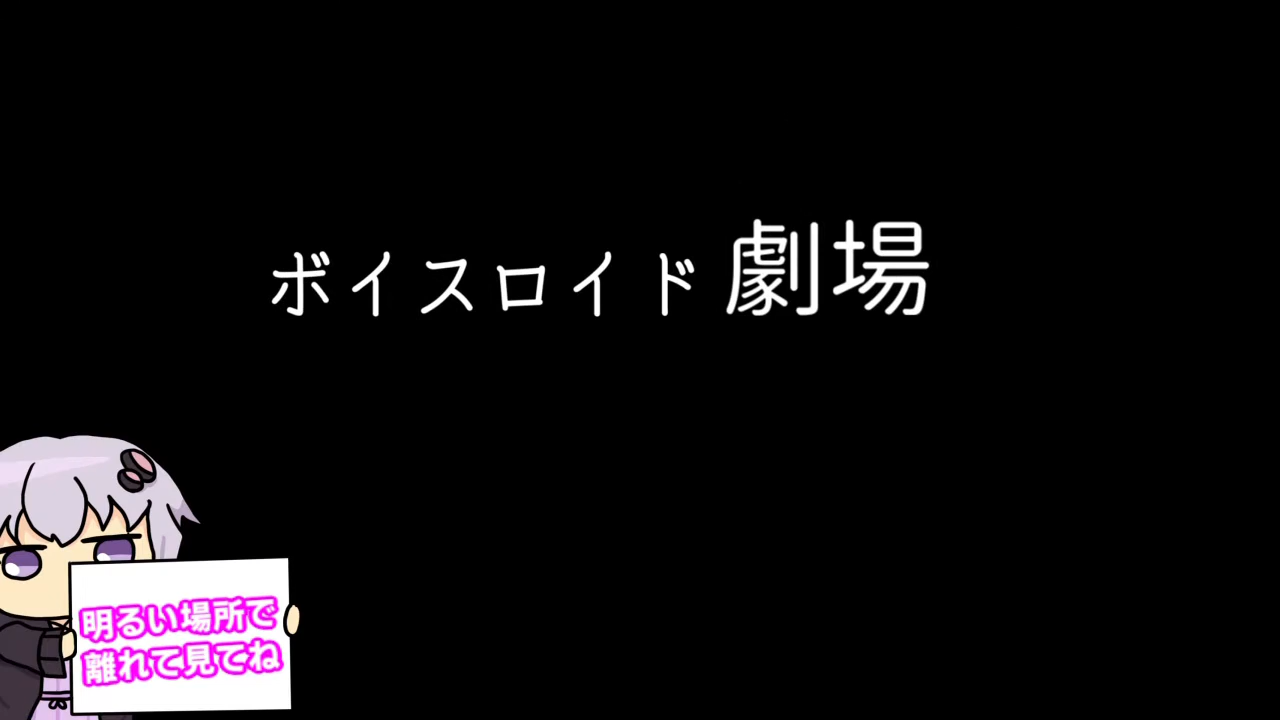 ボイスロイド劇場
明るい場所で
離れて見てね